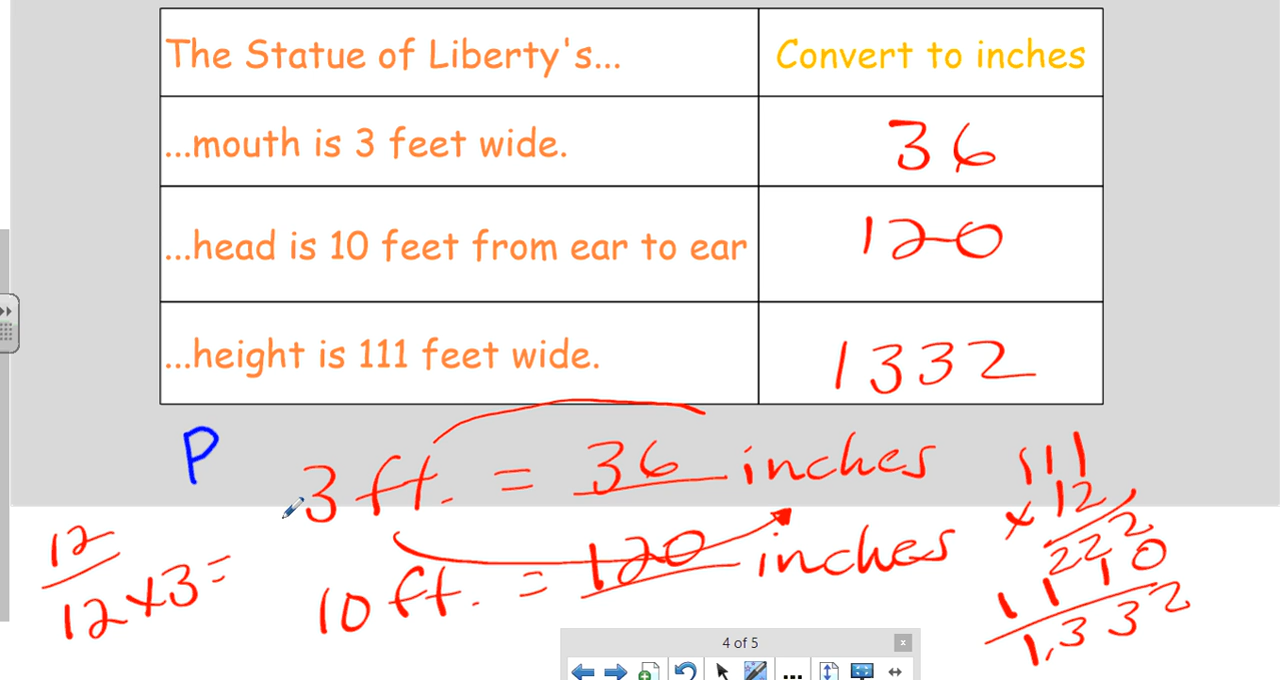 The Statue of Liberty's... Convert to inches
...mouth is 3 feet wide. 36
...head is 10 feet from ear to ear 120
...height is 111 feet wide. 1332
P
3 ft. = 36 inches
10 ft. = 120 inches
12
12 x 3 =
111
x 12
222
1110
1,332
4 of 5